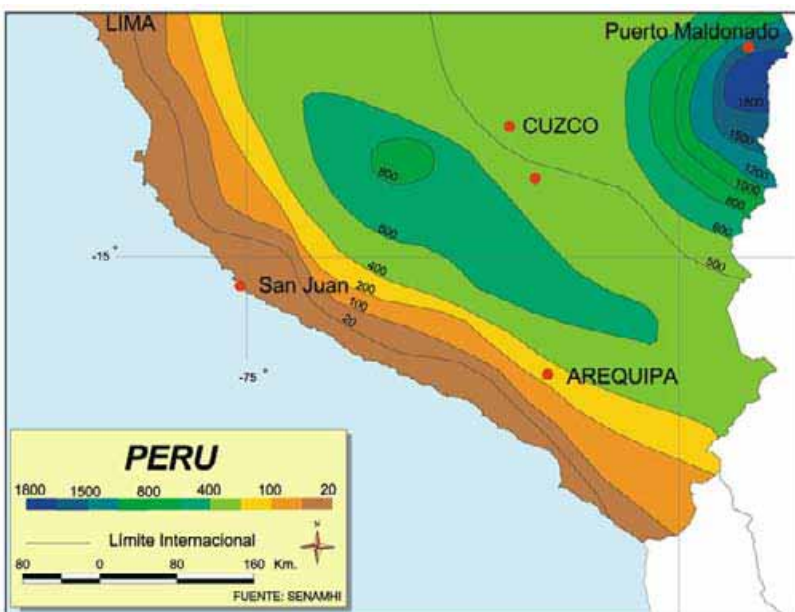 LIMA
Puerto Maldonado
1800
1500
1200
1000
800
600
500
CUZCO
800
600
400
200
100
20
-15°
San Juan
-75°
AREQUIPA
PERU
1800 1500 800 400 100 20
Límite Internacional
N
80 0 80 160 Km.
FUENTE: SENAMHI